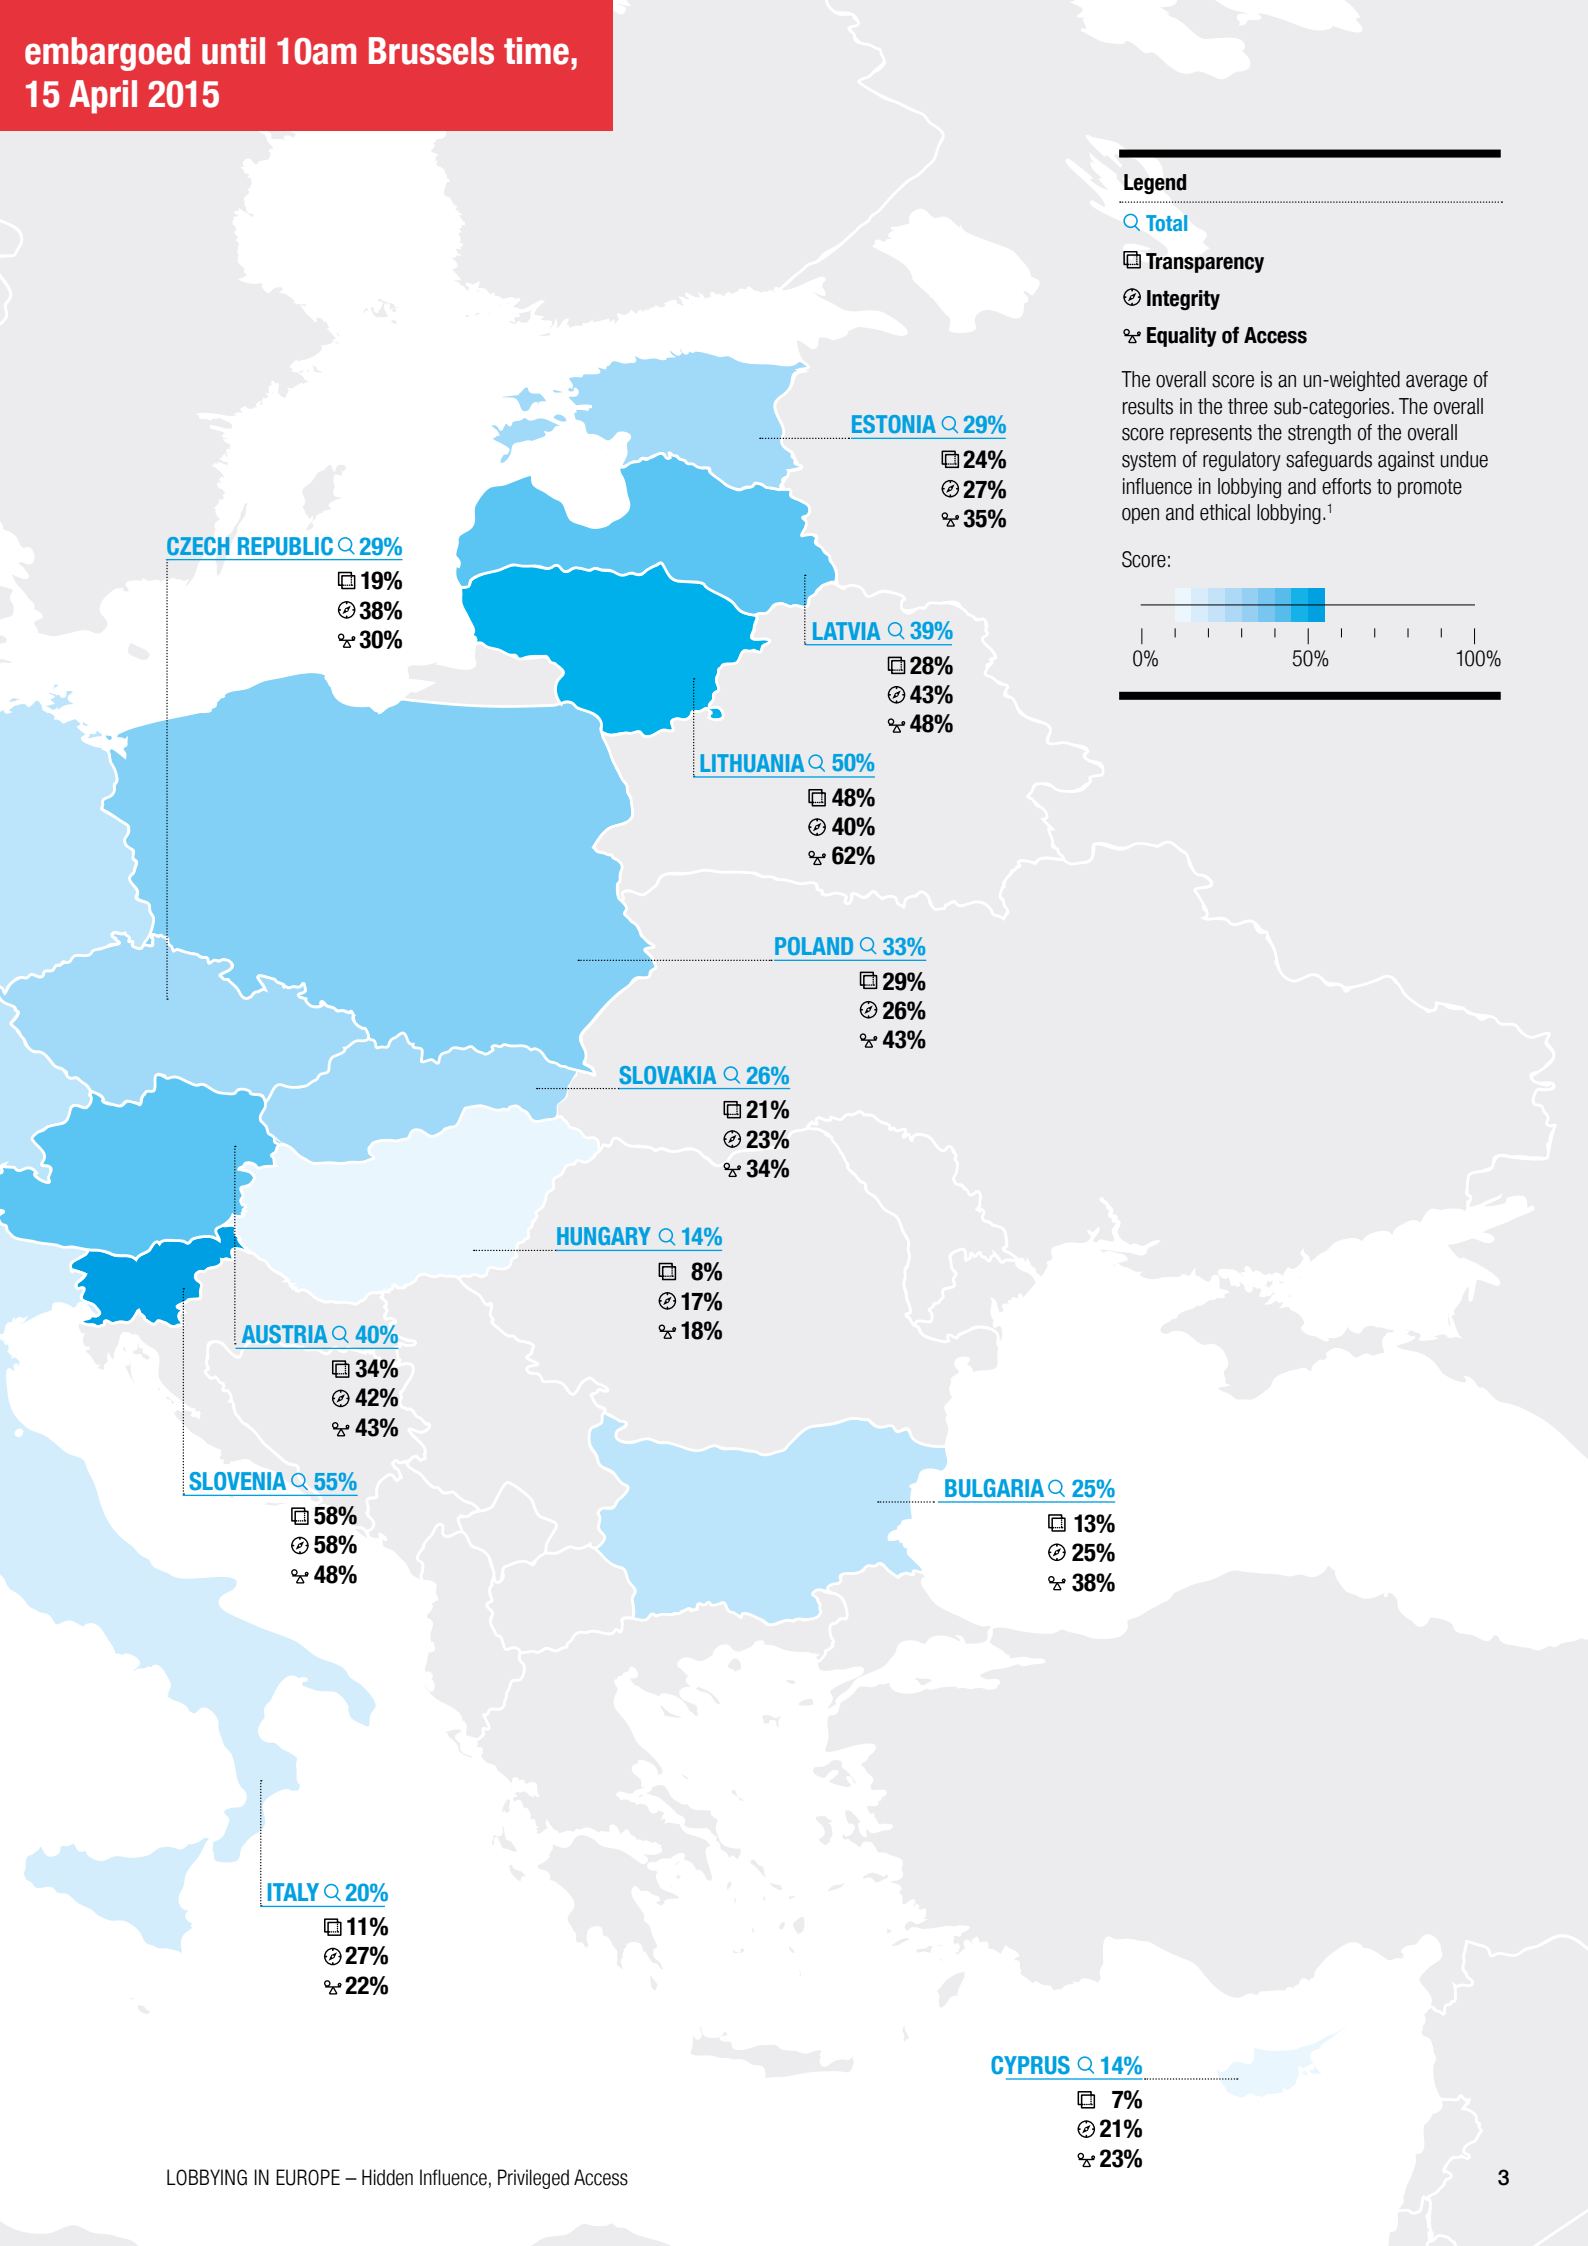 embargoed until 10am Brussels time,
15 April 2015
Legend
Total
Transparency
Integrity
Equality of Access
The overall score is an un-weighted average of
results in the three sub-categories. The overall
score represents the strength of the overall
system of regulatory safeguards against undue
influence in lobbying and efforts to promote
open and ethical lobbying.1
Score:
0% 50% 100%
ESTONIA 29%
24%
27%
35%
CZECH REPUBLIC 29%
19%
38%
30%
LATVIA 39%
28%
43%
48%
LITHUANIA 50%
48%
40%
62%
POLAND 33%
29%
26%
43%
SLOVAKIA 26%
21%
23%
34%
HUNGARY 14%
8%
17%
18%
AUSTRIA 40%
34%
42%
43%
SLOVENIA 55%
58%
58%
48%
BULGARIA 25%
13%
25%
38%
ITALY 20%
11%
27%
22%
CYPRUS 14%
7%
21%
23%
LOBBYING IN EUROPE – Hidden Influence, Privileged Access
3